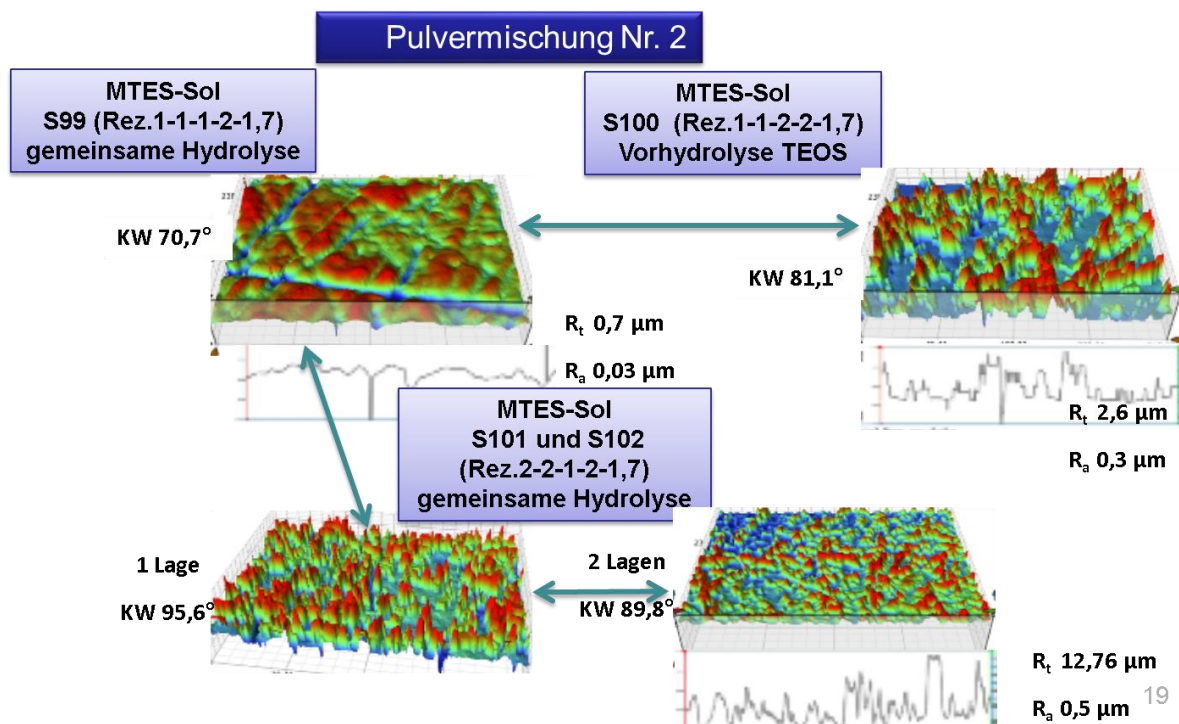 Pulvermischung Nr. 2
MTES-Sol
S99 (Rez.1-1-1-2-1,7)
gemeinsame Hydrolyse
MTES-Sol
S100 (Rez.1-1-2-2-1,7)
Vorhydrolyse TEOS
KW 70,7°
KW 81,1°
Rt 0,7 µm
Ra 0,03 µm
Rt 2,6 µm
Ra 0,3 µm
MTES-Sol
S101 und S102
(Rez.2-2-1-2-1,7)
gemeinsame Hydrolyse
1 Lage
KW 95,6°
2 Lagen
KW 89,8°
Rt 12,76 µm
Ra 0,5 µm
19